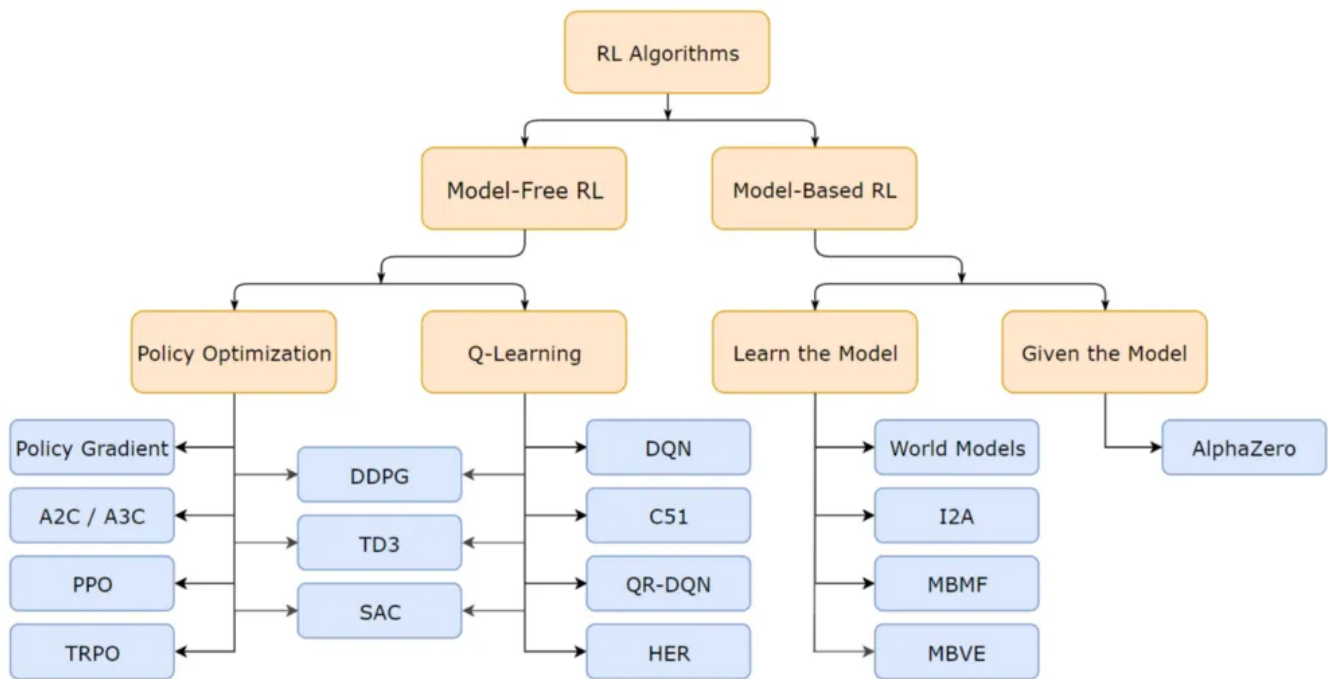 RL Algorithms
Model-Free RL
Model-Based RL
Policy Optimization
Q-Learning
Learn the Model
Given the Model
Policy Gradient
DDPG
DQN
World Models
AlphaZero
A2C / A3C
TD3
C51
I2A
PPO
SAC
QR-DQN
MBMF
TRPO
HER
MBVE